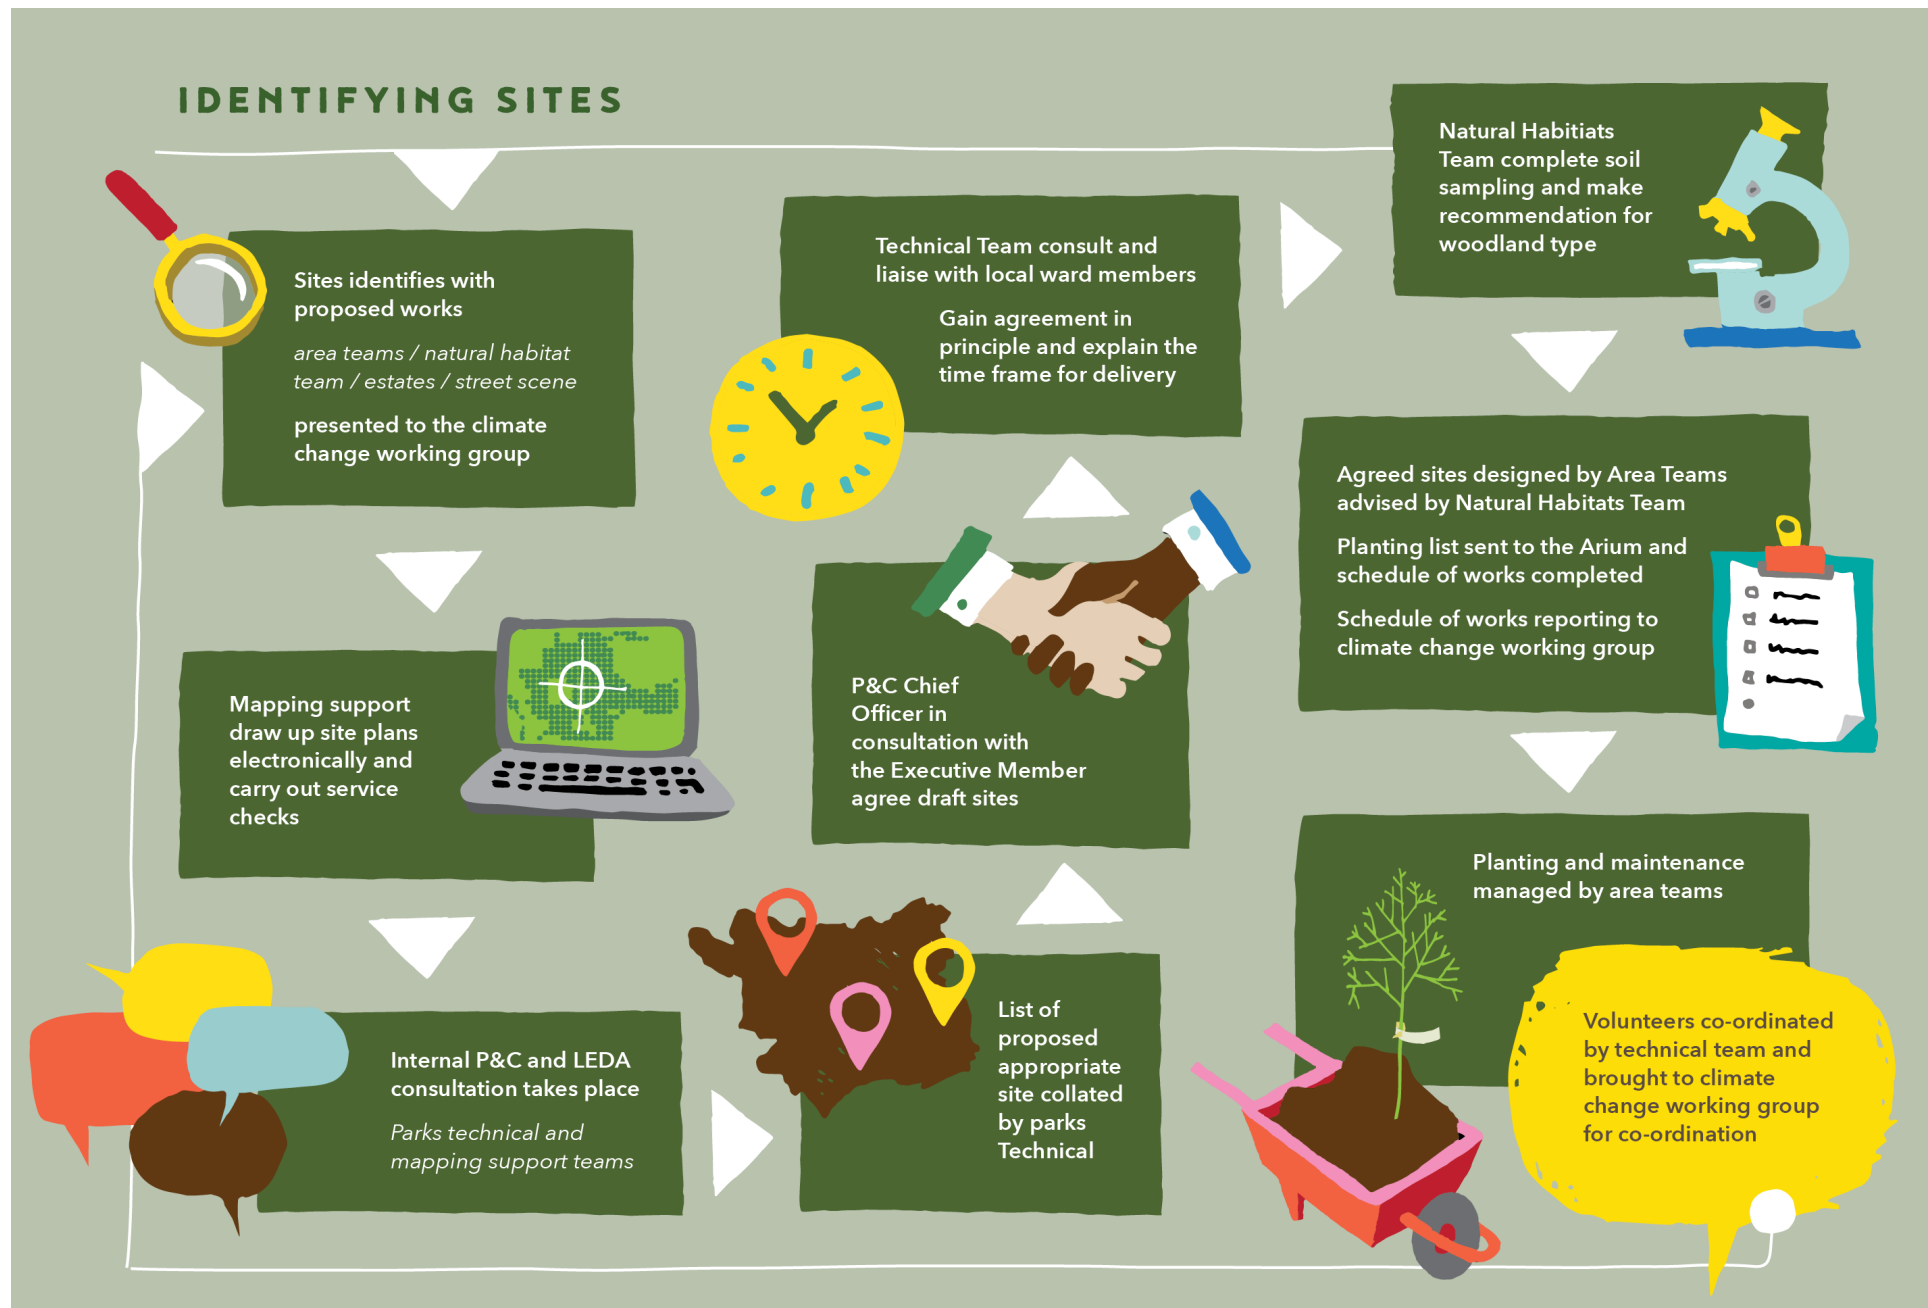 IDENTIFYING SITES
Sites identifies with
proposed works
area teams / natural habitat
team / estates / street scene
presented to the climate
change working group
Mapping support
draw up site plans
electronically and
carry out service
checks
Internal P&C and LEDA
consultation takes place
Parks technical and
mapping support teams
List of
proposed
appropriate
site collated
by parks
Technical
P&C Chief
Officer in
consultation with
the Executive Member
agree draft sites
Technical Team consult and
liaise with local ward members
Gain agreement in
principle and explain the
time frame for delivery
Natural Habitiats
Team complete soil
sampling and make
recommendation for
woodland type
Agreed sites designed by Area Teams
advised by Natural Habitats Team
Planting list sent to the Arium and
schedule of works completed
Schedule of works reporting to
climate change working group
Planting and maintenance
managed by area teams
Volunteers co-ordinated
by technical team and
brought to climate
change working group
for co-ordination